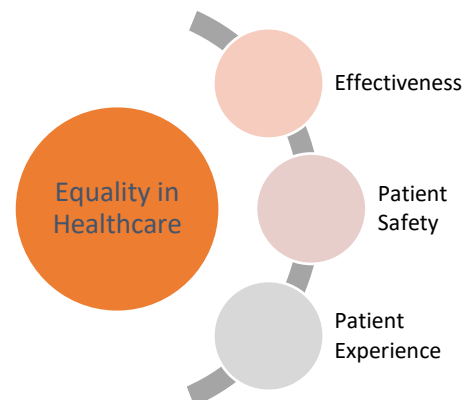 Effectiveness
Equality in
Healthcare
Patient
Safety
Patient
Experience